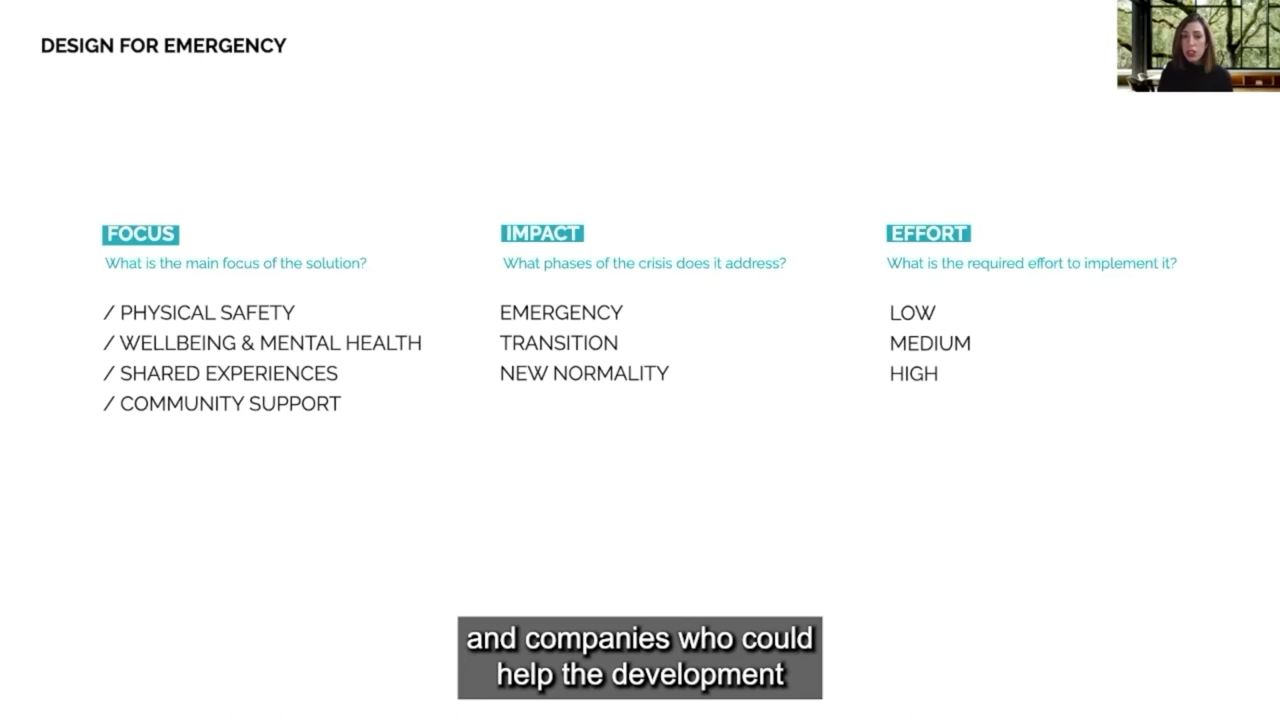 DESIGN FOR EMERGENCY
FOCUS
What is the main focus of the solution?
/ PHYSICAL SAFETY
/ WELLBEING & MENTAL HEALTH
/ SHARED EXPERIENCES
/ COMMUNITY SUPPORT
IMPACT
What phases of the crisis does it address?
EMERGENCY
TRANSITION
NEW NORMALITY
EFFORT
What is the required effort to implement it?
LOW
MEDIUM
HIGH
and companies who could
help the development